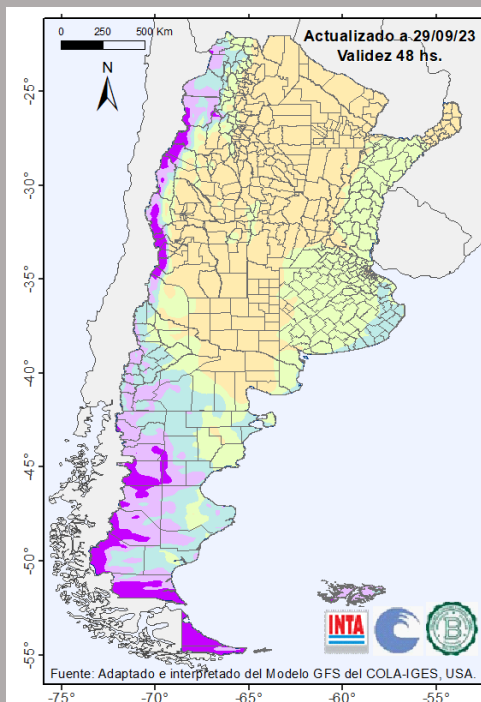 0 250 500 Km
Actualizado a 29/09/23
Validez 48 hs.
N
-25°
-30°
-35°
-40°
-45°
-50°
-55°
INTA
B
Fuente: Adaptado e interpretado del Modelo GFS del COLA-IGES, USA.
-75° -70° -65° -60° -55°